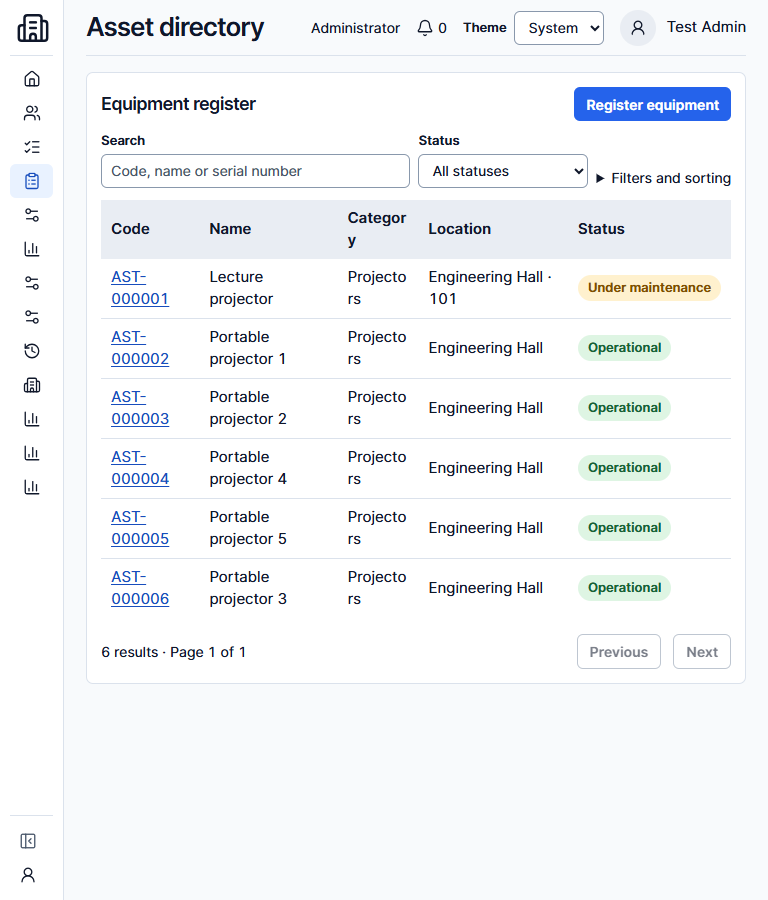 Asset directory
Administrator
0
Theme
System
Test Admin
Equipment register
Register equipment
Search
Status
Code, name or serial number
All statuses
Filters and sorting
Code
Name
Categor
y
Location
Status
AST-
000001
Lecture
projector
Projecto
rs
Engineering Hall ·
101
Under maintenance
AST-
000002
Portable
projector 1
Projecto
rs
Engineering Hall
Operational
AST-
000003
Portable
projector 2
Projecto
rs
Engineering Hall
Operational
AST-
000004
Portable
projector 4
Projecto
rs
Engineering Hall
Operational
AST-
000005
Portable
projector 5
Projecto
rs
Engineering Hall
Operational
AST-
000006
Portable
projector 3
Projecto
rs
Engineering Hall
Operational
6 results · Page 1 of 1
Previous
Next